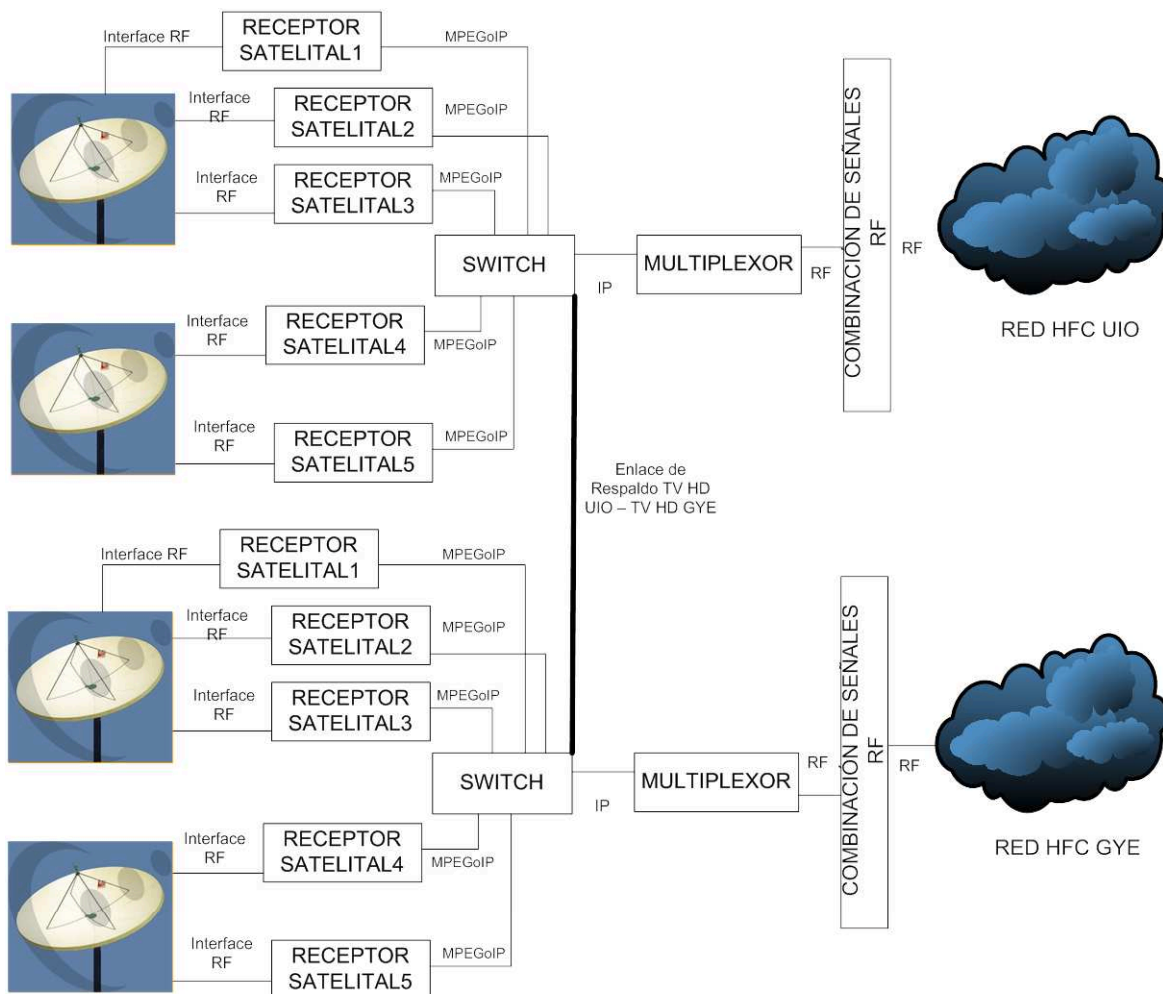 RECEPTOR
SATELITAL1
Interface RF
MPEGoIP
Interface
RF
RECEPTOR
SATELITAL2
MPEGoIP
Interface
RF
RECEPTOR
SATELITAL3
MPEGoIP
SWITCH
IP
MULTIPLEXOR
RF
COMBINACIÓN DE SEÑALES
RF
RF
RED HFC UIO
Interface
RF
RECEPTOR
SATELITAL4
MPEGoIP
Interface
RF
RECEPTOR
SATELITAL5
MPEGoIP
Enlace de
Respaldo TV HD
UIO – TV HD GYE
Interface RF
RECEPTOR
SATELITAL1
MPEGoIP
Interface
RF
RECEPTOR
SATELITAL2
MPEGoIP
Interface
RF
RECEPTOR
SATELITAL3
MPEGoIP
SWITCH
IP
MULTIPLEXOR
RF
COMBINACIÓN DE SEÑALES
RF
RF
RED HFC GYE
Interface
RF
RECEPTOR
SATELITAL4
MPEGoIP
Interface
RF
RECEPTOR
SATELITAL5
MPEGoIP